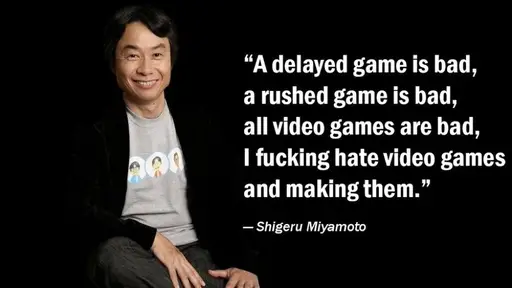 “A delayed game is bad,
a rushed game is bad,
all video games are bad,
I fucking hate video games
and making them.”
— Shigeru Miyamoto